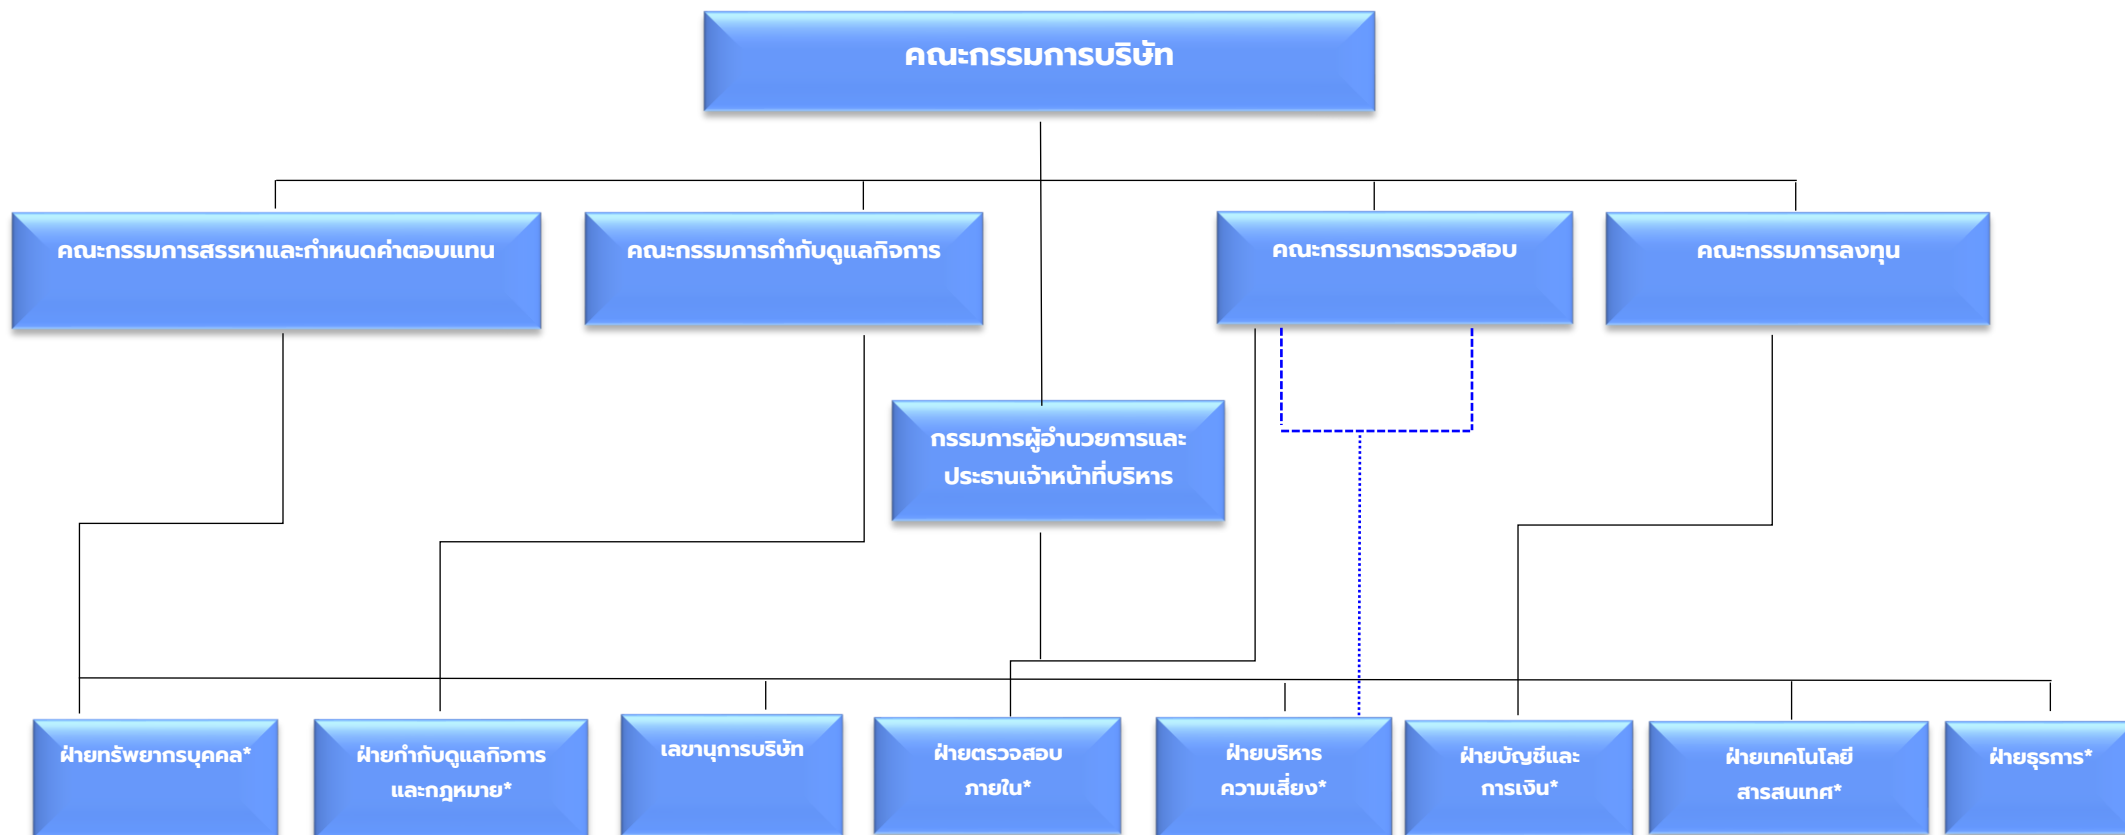 คณะกรรมการบริษัท
คณะกรรมการสรรหาและกำหนดค่าตอบแทน
คณะกรรมการกำกับดูแลกิจการ
คณะกรรมการตรวจสอบ
คณะกรรมการลงทุน
กรรมการผู้อำนวยการและ
ประธานเจ้าหน้าที่บริหาร
ฝ่ายทรัพยากรบุคคล*
ฝ่ายกำกับดูแลกิจการ
และกฎหมาย*
เลขานุการบริษัท
ฝ่ายตรวจสอบ
ภายใน*
ฝ่ายบริหาร
ความเสี่ยง*
ฝ่ายบัญชีและ
การเงิน*
ฝ่ายเทคโนโลยี
สารสนเทศ*
ฝ่ายธุรการ*